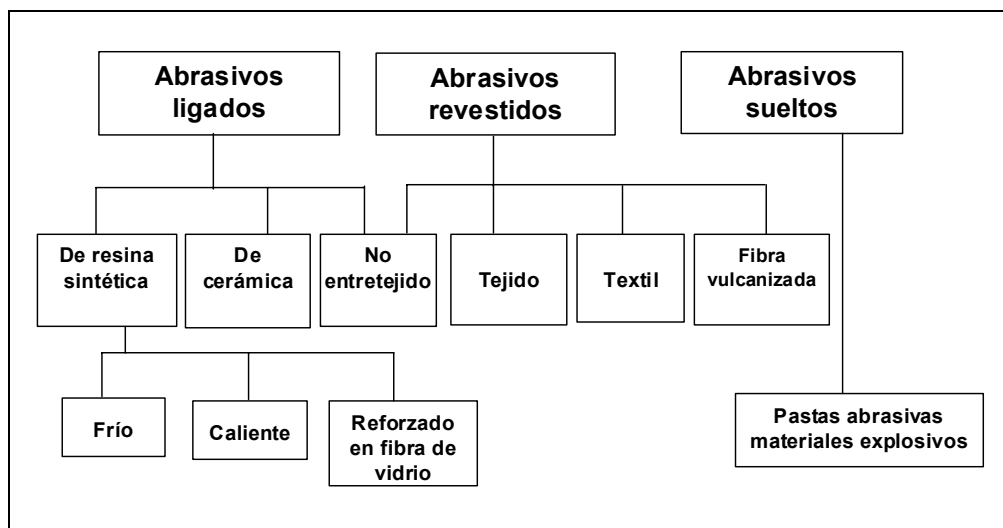 Abrasivos
ligados
Abrasivos
revestidos
Abrasivos
sueltos
De resina
sintética
De
cerámica
No
entretejido
Tejido
Textil
Fibra
vulcanizada
Frío
Caliente
Reforzado
en fibra de
vidrio
Pastas abrasivas
materiales explosivos